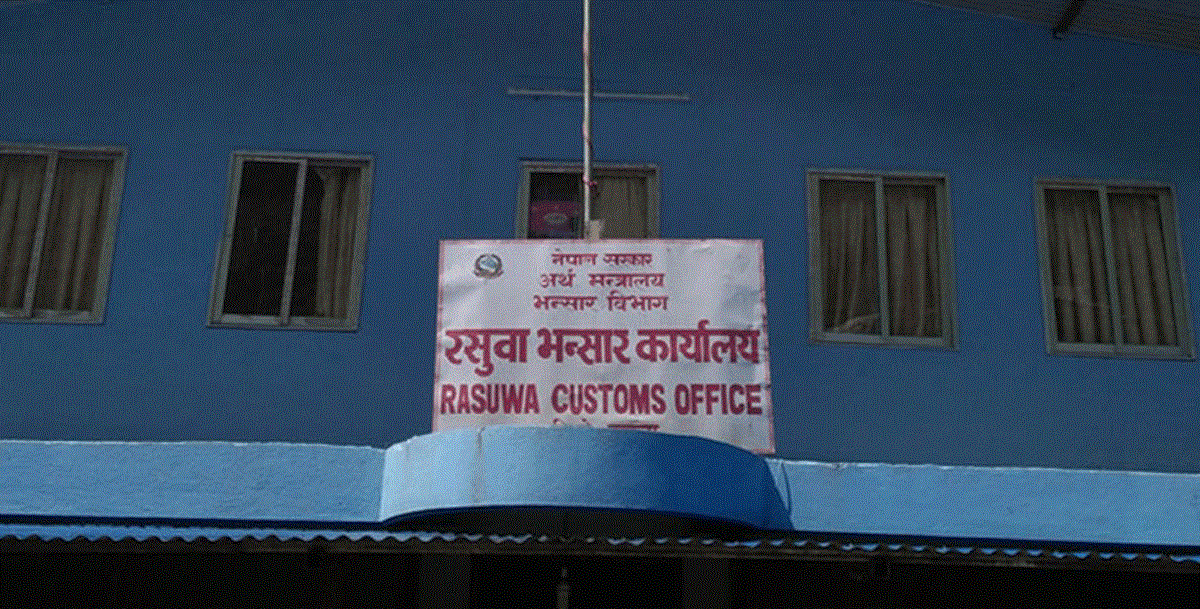 नेपाल सरकार
अर्थ मन्त्रालय
भन्सार विभाग
रसुवा भन्सार कार्यालय
RASUWA CUSTOMS OFFICE